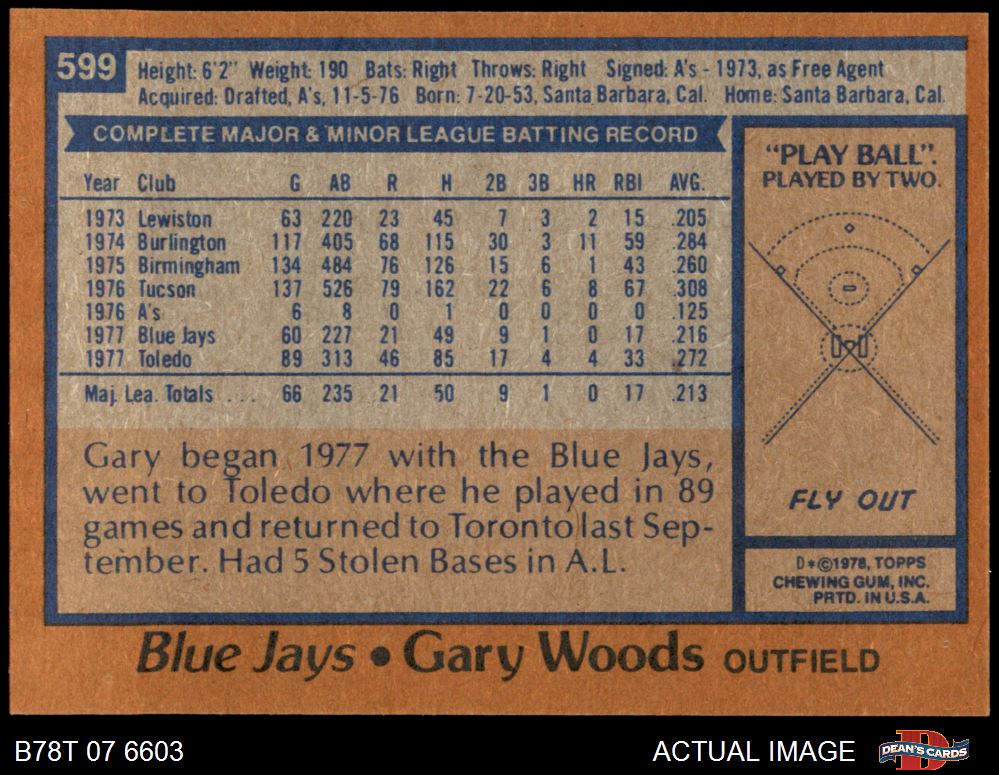 599
Height: 6'2" Weight: 190 Bats: Right Throws: Right Signed: A's - 1973, as Free Agent
Acquired: Drafted, A's, 11-5-76 Born: 7-20-53, Santa Barbara, Cal. Home: Santa Barbara, Cal.
COMPLETE MAJOR & MINOR LEAGUE BATTING RECORD
Year Club G AB R H 2B 3B HR RBI AVG.
1973 Lewiston 63 220 23 45 7 3 2 15 .205
1974 Burlington 117 405 68 115 30 3 11 59 .284
1975 Birmingham 134 484 76 126 15 6 1 43 .260
1976 Tucson 137 526 79 162 22 6 8 67 .308
1976 A's 6 8 0 1 0 0 0 0 .125
1977 Blue Jays 60 227 21 49 9 1 0 17 .216
1977 Toledo 89 313 46 85 17 4 4 33 .272
Maj. Lea. Totals . . . 66 235 21 50 9 1 0 17 .213
Gary began 1977 with the Blue Jays,
went to Toledo where he played in 89
games and returned to Toronto last Sep-
tember. Had 5 Stolen Bases in A.L.
"PLAY BALL".
PLAYED BY TWO.
FLY OUT
D*©1978, TOPPS
CHEWING GUM, INC.
PRTD. IN U.S.A.
Blue Jays • Gary Woods OUTFIELD
B78T 07 6603
ACTUAL IMAGE
D
DEAN'S CARDS